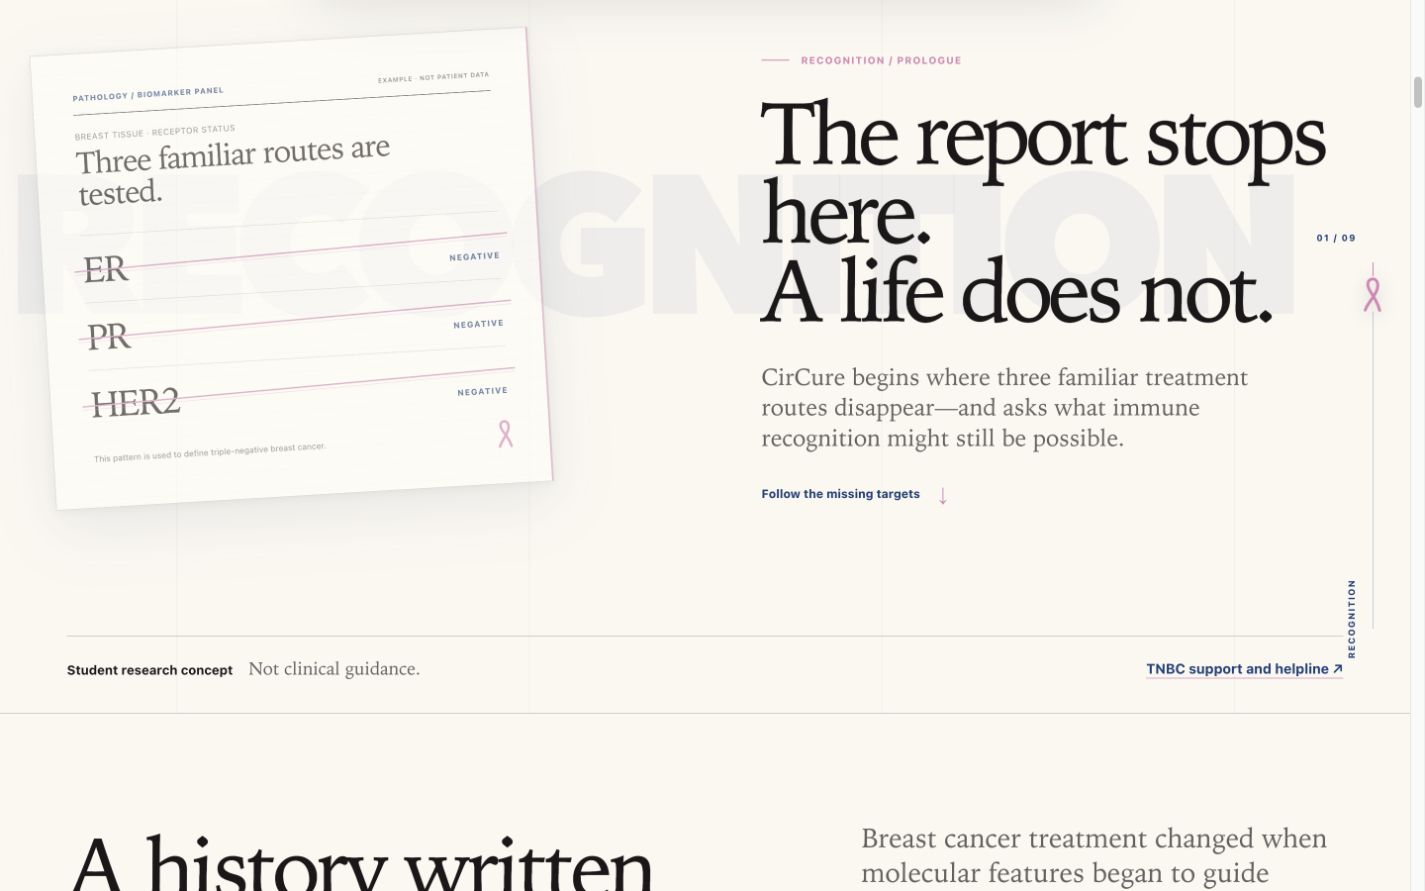 PATHOLOGY / BIOMARKER PANEL
EXAMPLE · NOT PATIENT DATA
BREAST TISSUE · RECEPTOR STATUS
Three familiar routes are
tested.
ER
NEGATIVE
PR
NEGATIVE
HER2
NEGATIVE
This pattern is used to define triple-negative breast cancer.
RECOGNITION
RECOGNITION / PROLOGUE
The report stops
here.
A life does not.
CirCure begins where three familiar treatment
routes disappear—and asks what immune
recognition might still be possible.
Follow the missing targets ↓
01 / 09
RECOGNITION
Student research concept Not clinical guidance.
TNBC support and helpline ↗
A history written
Breast cancer treatment changed when
molecular features began to guide